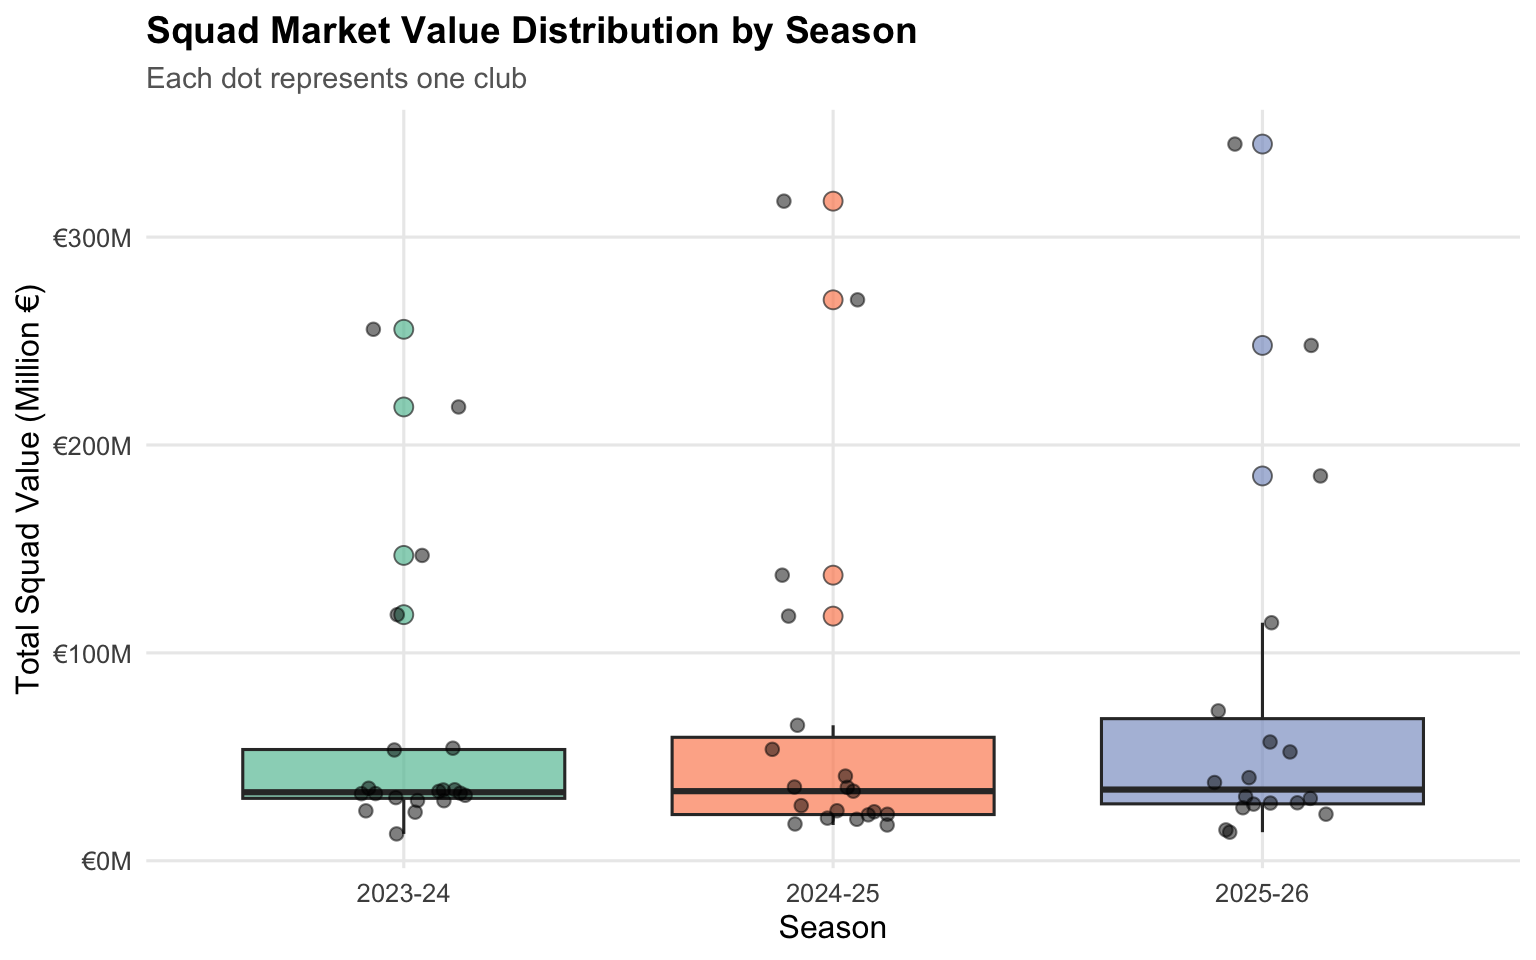 Squad Market Value Distribution by Season
Each dot represents one club
Total Squad Value (Million €)
€300M
€200M
€100M
€0M
2023-24
2024-25
2025-26
Season